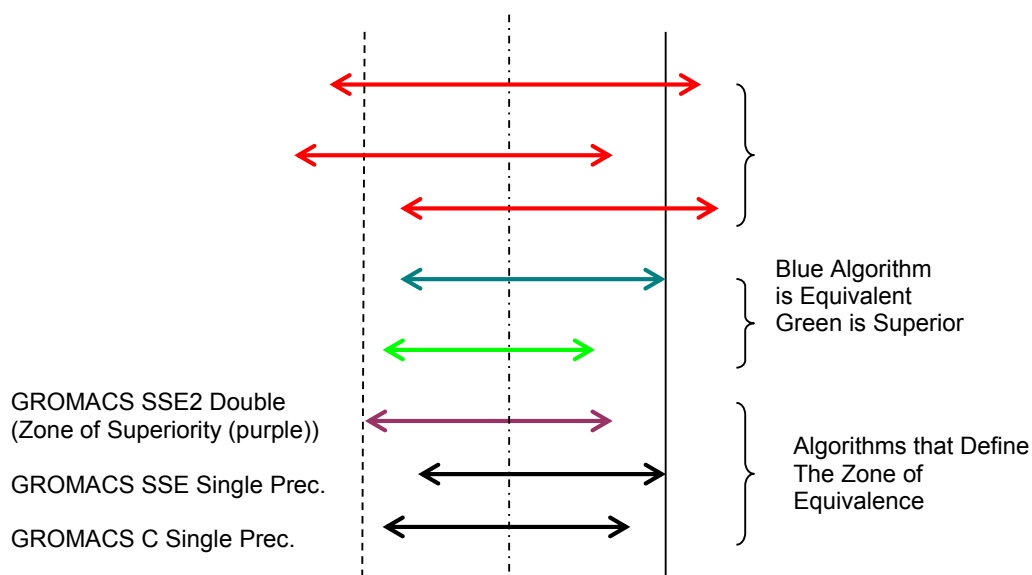 Blue Algorithm
is Equivalent
Green is Superior
GROMACS SSE2 Double
(Zone of Superiority (purple))
GROMACS SSE Single Prec.
GROMACS C Single Prec.
Algorithms that Define
The Zone of
Equivalence